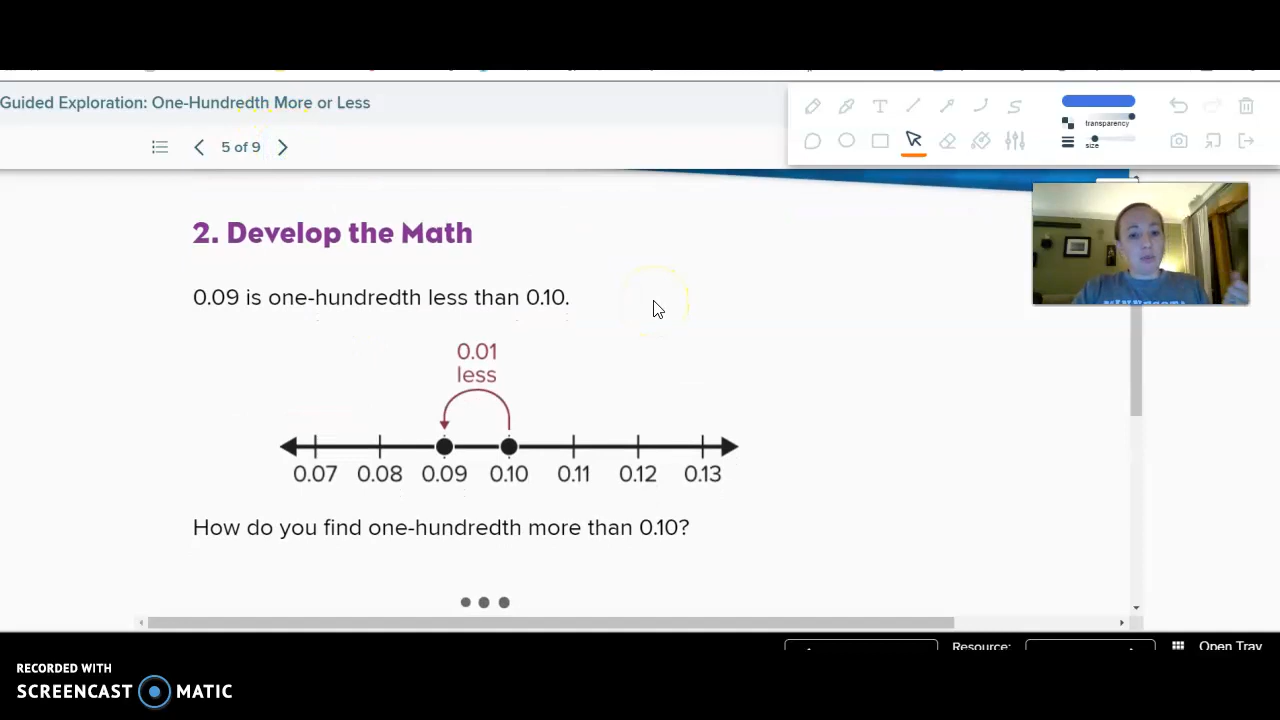 Guided Exploration: One-Hundredth More or Less
5 of 9
transparency
size
2. Develop the Math
0.09 is one-hundredth less than 0.10.
0.01
less
0.07 0.08 0.09 0.10 0.11 0.12 0.13
How do you find one-hundredth more than 0.10?
Resource:
Open Tray
RECORDED WITH
SCREENCAST MATIC